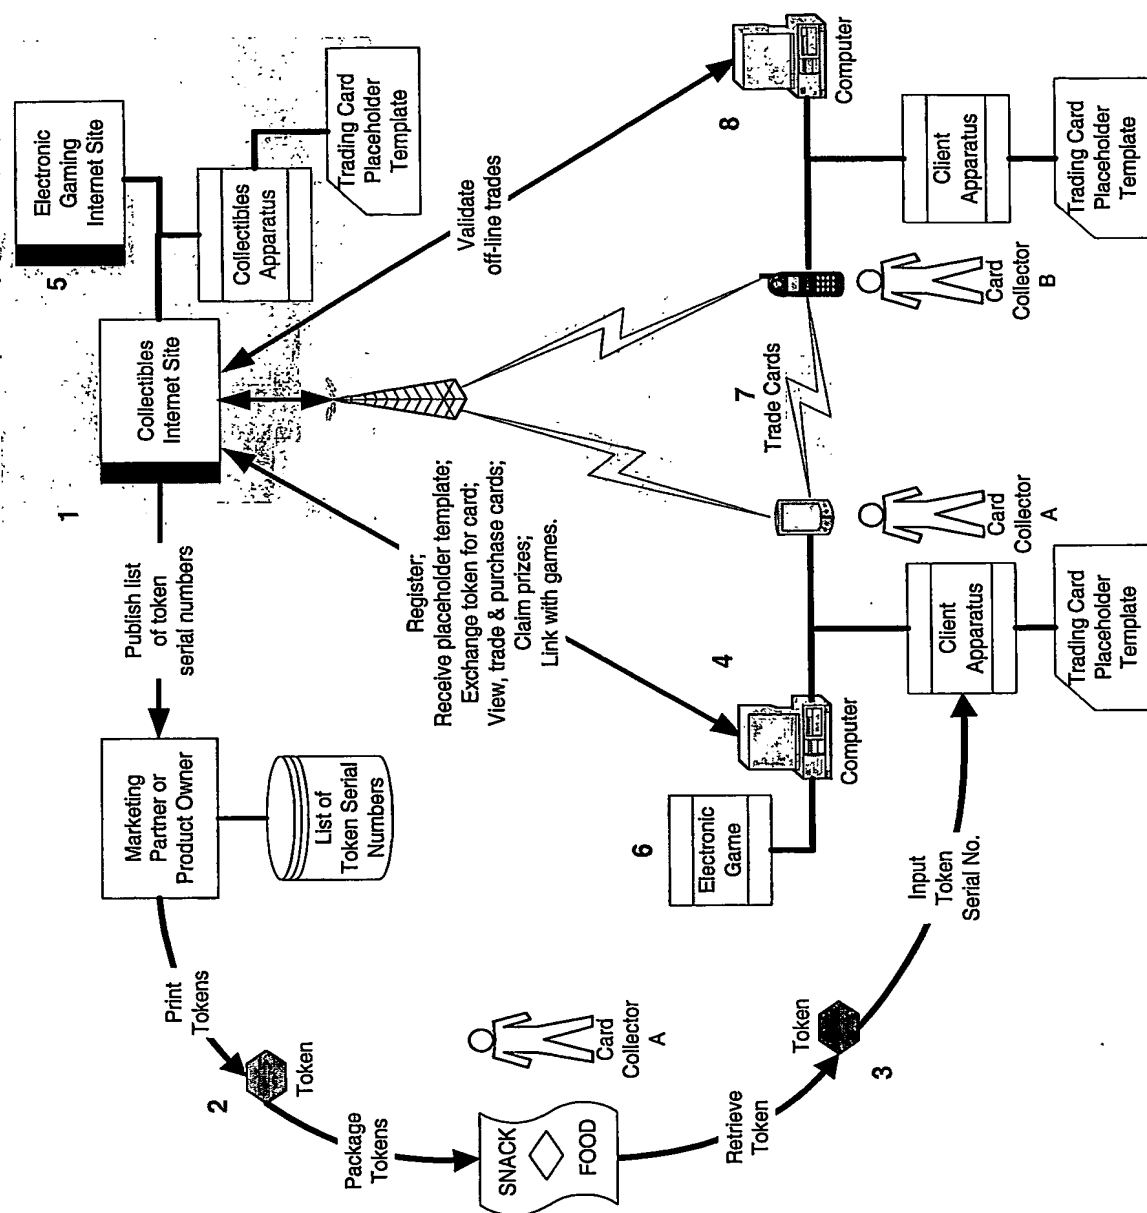 1
Collectibles
Internet Site
5
Electronic
Gaming
Internet Site
Collectibles
Apparatus
Trading Card
Placeholder
Template
Publish list
of token
serial numbers
Marketing
Partner or
Product Owner
List of
Token Serial
Numbers
Print
Tokens
2
Token
Package
Tokens
SNACK
FOOD
Card
Collector
A
Retrieve
Token
Token
3
Input
Token
Serial No.
Register;
Receive placeholder template;
Exchange token for card;
View, trade & purchase cards;
Claim prizes;
Link with games.
Validate
off-line trades
6
Electronic
Game
4
Computer
Client
Apparatus
Trading Card
Placeholder
Template
Card
Collector
A
7
Trade Cards
Card
Collector
B
8
Computer
Client
Apparatus
Trading Card
Placeholder
Template